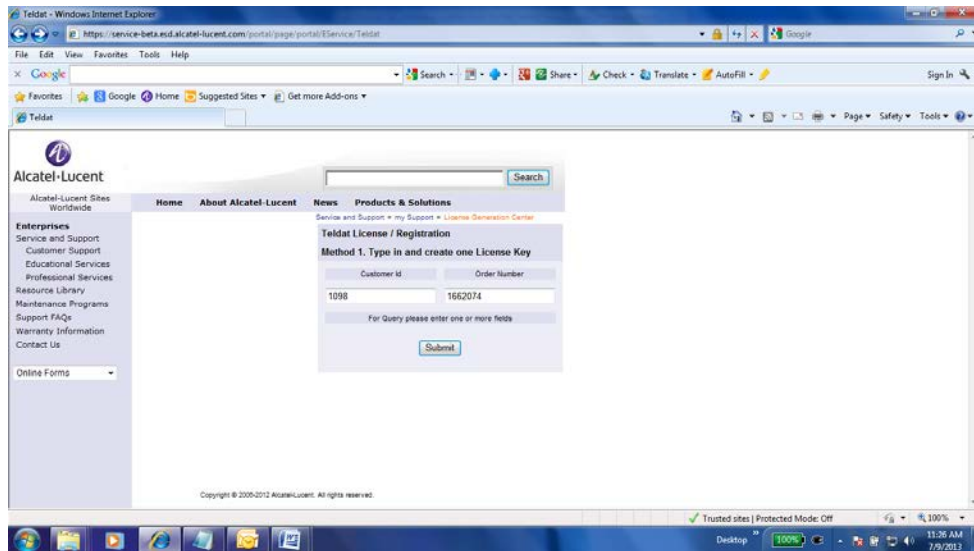 Teldat - Windows Internet Explorer
https://service-beta.esd.alcatel-lucent.com/portal/page/portal/EService/Teldat
Google
File Edit View Favorites Tools Help
Google Search Share Check Translate AutoFill Sign In
Favorites Google Home Suggested Sites Get more Add-ons
Teldat Page Safety Tools
Alcatel·Lucent
Search
Alcatel-Lucent Sites
Worldwide
Home About Alcatel-Lucent News Products & Solutions
Service and Support » my Support » License Generation Center
Enterprises
Service and Support
Customer Support
Educational Services
Professional Services
Resource Library
Maintenance Programs
Support FAQs
Warranty Information
Contact Us
Online Forms
Teldat License / Registration
Method 1. Type in and create one License Key
Customer Id Order Number
1098 1662074
For Query please enter one or more fields
Submit
Copyright © 2006-2012 Alcatel-Lucent. All rights reserved.
Trusted sites | Protected Mode: Off 100%
Desktop 100% 11:26 AM
7/9/2012